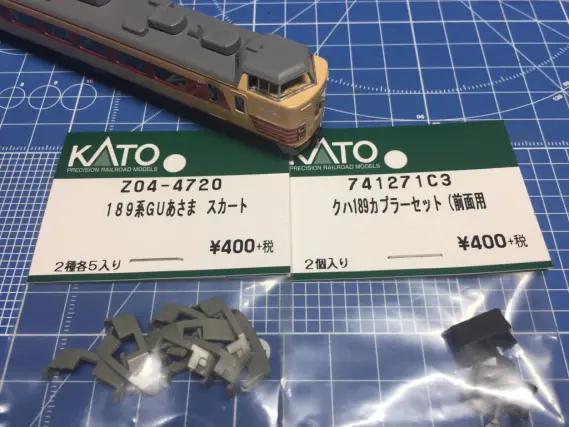 KATO
PRECISION RAILROAD MODELS
Z04-4720
189系GUあさま スカート
¥400+税
2種各5入り
KATO
PRECISION RAILROAD MODELS
741271C3
クハ189カプラーセット（前面用
¥400+税
2個入り